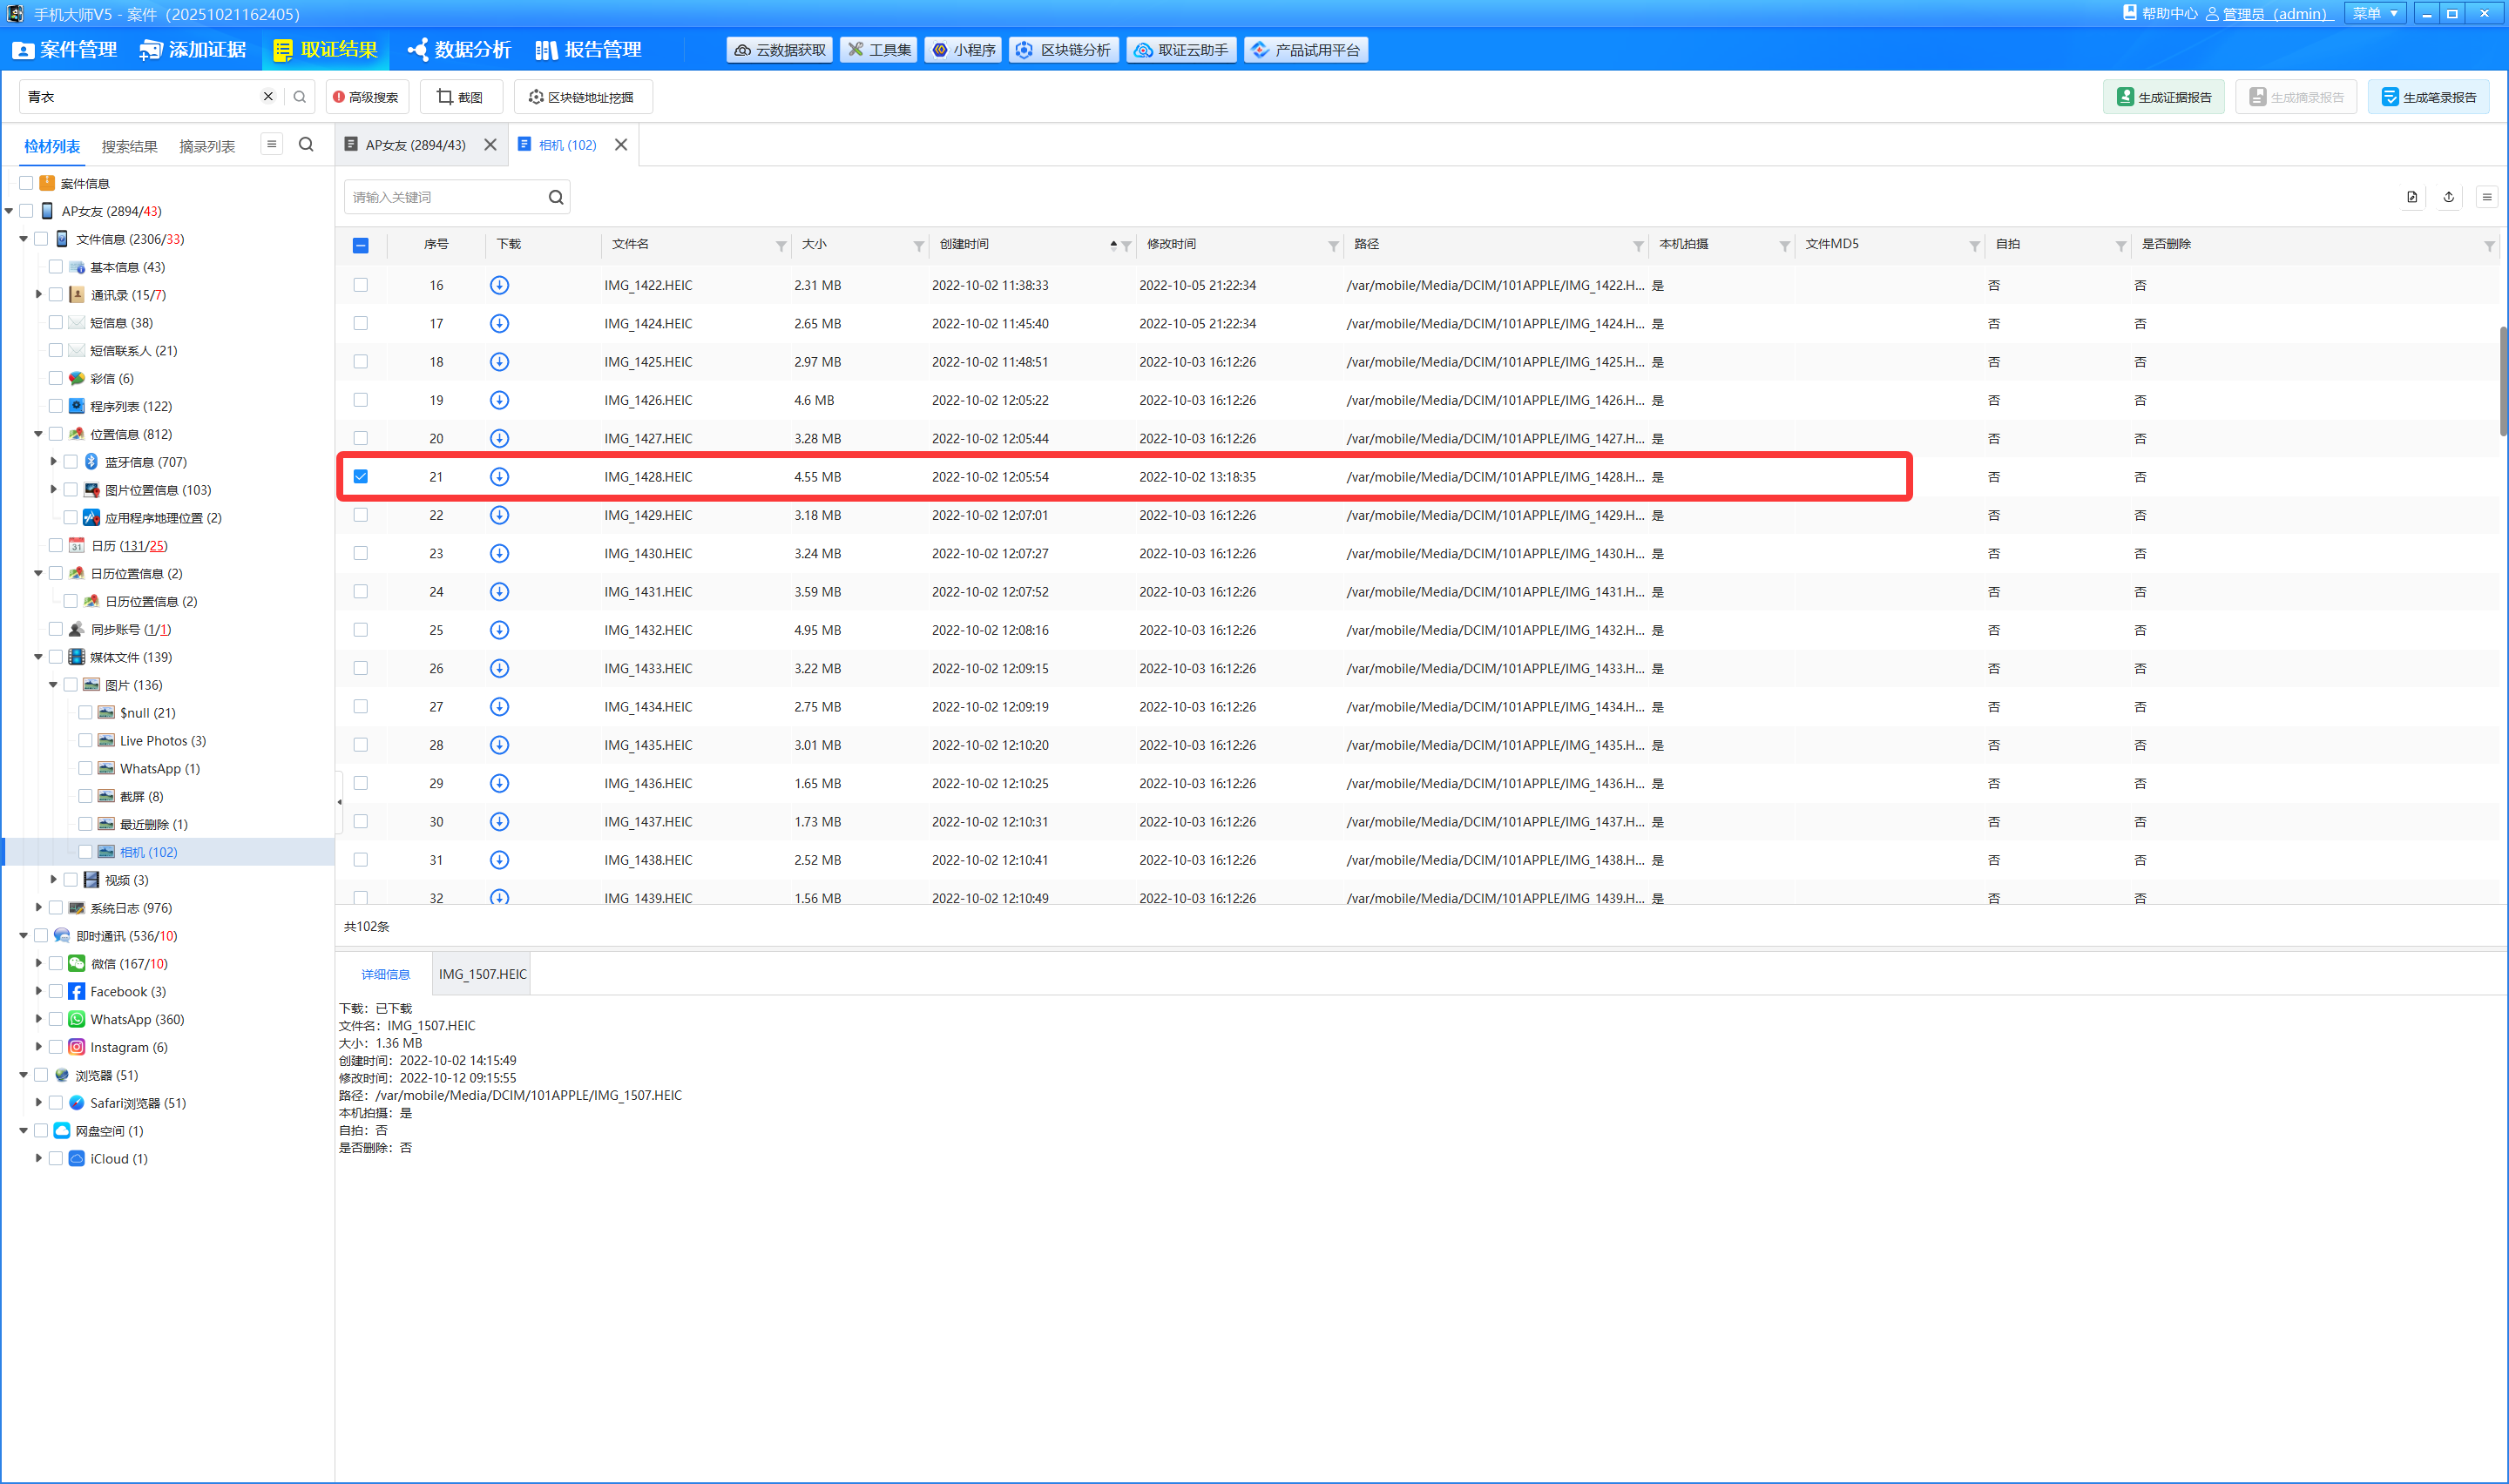 手机大师V5 - 案件（20251021162405）
帮助中心 管理员（admin） 菜单
案件管理 添加证据 取证结果 数据分析 报告管理 云数据获取 工具集 小程序 区块链分析 取证云助手 产品试用平台
青衣 高级搜索 截图 区块链地址挖掘 生成证据报告 生成摘录报告 生成笔录报告
检材列表 搜索结果 摘录列表
案件信息
AP女友 (2894/43)
文件信息 (2306/33)
基本信息 (43)
通讯录 (15/7)
短信息 (38)
短信联系人 (21)
彩信 (6)
程序列表 (122)
位置信息 (812)
蓝牙信息 (707)
图片位置信息 (103)
应用程序地理位置 (2)
日历 (131/25)
日历位置信息 (2)
日历位置信息 (2)
同步账号 (1/1)
媒体文件 (139)
图片 (136)
$null (21)
Live Photos (3)
WhatsApp (1)
截屏 (8)
最近删除 (1)
相机 (102)
视频 (3)
系统日志 (976)
即时通讯 (536/10)
微信 (167/10)
Facebook (3)
WhatsApp (360)
Instagram (6)
浏览器 (51)
Safari浏览器 (51)
网盘空间 (1)
iCloud (1)
AP女友 (2894/43) 相机 (102)
请输入关键词
序号 下载 文件名 大小 创建时间 修改时间 路径 本机拍摄 文件MD5 自拍 是否删除
16 IMG_1422.HEIC 2.31 MB 2022-10-02 11:38:33 2022-10-05 21:22:34 /var/mobile/Media/DCIM/101APPLE/IMG_1422.H... 是 否 否
17 IMG_1424.HEIC 2.65 MB 2022-10-02 11:45:40 2022-10-05 21:22:34 /var/mobile/Media/DCIM/101APPLE/IMG_1424.H... 是 否 否
18 IMG_1425.HEIC 2.97 MB 2022-10-02 11:48:51 2022-10-03 16:12:26 /var/mobile/Media/DCIM/101APPLE/IMG_1425.H... 是 否 否
19 IMG_1426.HEIC 4.6 MB 2022-10-02 12:05:22 2022-10-03 16:12:26 /var/mobile/Media/DCIM/101APPLE/IMG_1426.H... 是 否 否
20 IMG_1427.HEIC 3.28 MB 2022-10-02 12:05:44 2022-10-03 16:12:26 /var/mobile/Media/DCIM/101APPLE/IMG_1427.H... 是 否 否
21 IMG_1428.HEIC 4.55 MB 2022-10-02 12:05:54 2022-10-02 13:18:35 /var/mobile/Media/DCIM/101APPLE/IMG_1428.H... 是 否 否
22 IMG_1429.HEIC 3.18 MB 2022-10-02 12:07:01 2022-10-03 16:12:26 /var/mobile/Media/DCIM/101APPLE/IMG_1429.H... 是 否 否
23 IMG_1430.HEIC 3.24 MB 2022-10-02 12:07:27 2022-10-03 16:12:26 /var/mobile/Media/DCIM/101APPLE/IMG_1430.H... 是 否 否
24 IMG_1431.HEIC 3.59 MB 2022-10-02 12:07:52 2022-10-03 16:12:26 /var/mobile/Media/DCIM/101APPLE/IMG_1431.H... 是 否 否
25 IMG_1432.HEIC 4.95 MB 2022-10-02 12:08:16 2022-10-03 16:12:26 /var/mobile/Media/DCIM/101APPLE/IMG_1432.H... 是 否 否
26 IMG_1433.HEIC 3.22 MB 2022-10-02 12:09:15 2022-10-03 16:12:26 /var/mobile/Media/DCIM/101APPLE/IMG_1433.H... 是 否 否
27 IMG_1434.HEIC 2.75 MB 2022-10-02 12:09:19 2022-10-03 16:12:26 /var/mobile/Media/DCIM/101APPLE/IMG_1434.H... 是 否 否
28 IMG_1435.HEIC 3.01 MB 2022-10-02 12:10:20 2022-10-03 16:12:26 /var/mobile/Media/DCIM/101APPLE/IMG_1435.H... 是 否 否
29 IMG_1436.HEIC 1.65 MB 2022-10-02 12:10:25 2022-10-03 16:12:26 /var/mobile/Media/DCIM/101APPLE/IMG_1436.H... 是 否 否
30 IMG_1437.HEIC 1.73 MB 2022-10-02 12:10:31 2022-10-03 16:12:26 /var/mobile/Media/DCIM/101APPLE/IMG_1437.H... 是 否 否
31 IMG_1438.HEIC 2.52 MB 2022-10-02 12:10:41 2022-10-03 16:12:26 /var/mobile/Media/DCIM/101APPLE/IMG_1438.H... 是 否 否
32 IMG_1439.HEIC 1.56 MB 2022-10-02 12:10:49 2022-10-03 16:12:26 /var/mobile/Media/DCIM/101APPLE/IMG_1439.H... 是 否 否
共102条
详细信息 IMG_1507.HEIC
下载：已下载
文件名：IMG_1507.HEIC
大小：1.36 MB
创建时间：2022-10-02 14:15:49
修改时间：2022-10-12 09:15:55
路径：/var/mobile/Media/DCIM/101APPLE/IMG_1507.HEIC
本机拍摄：是
自拍：否
是否删除：否